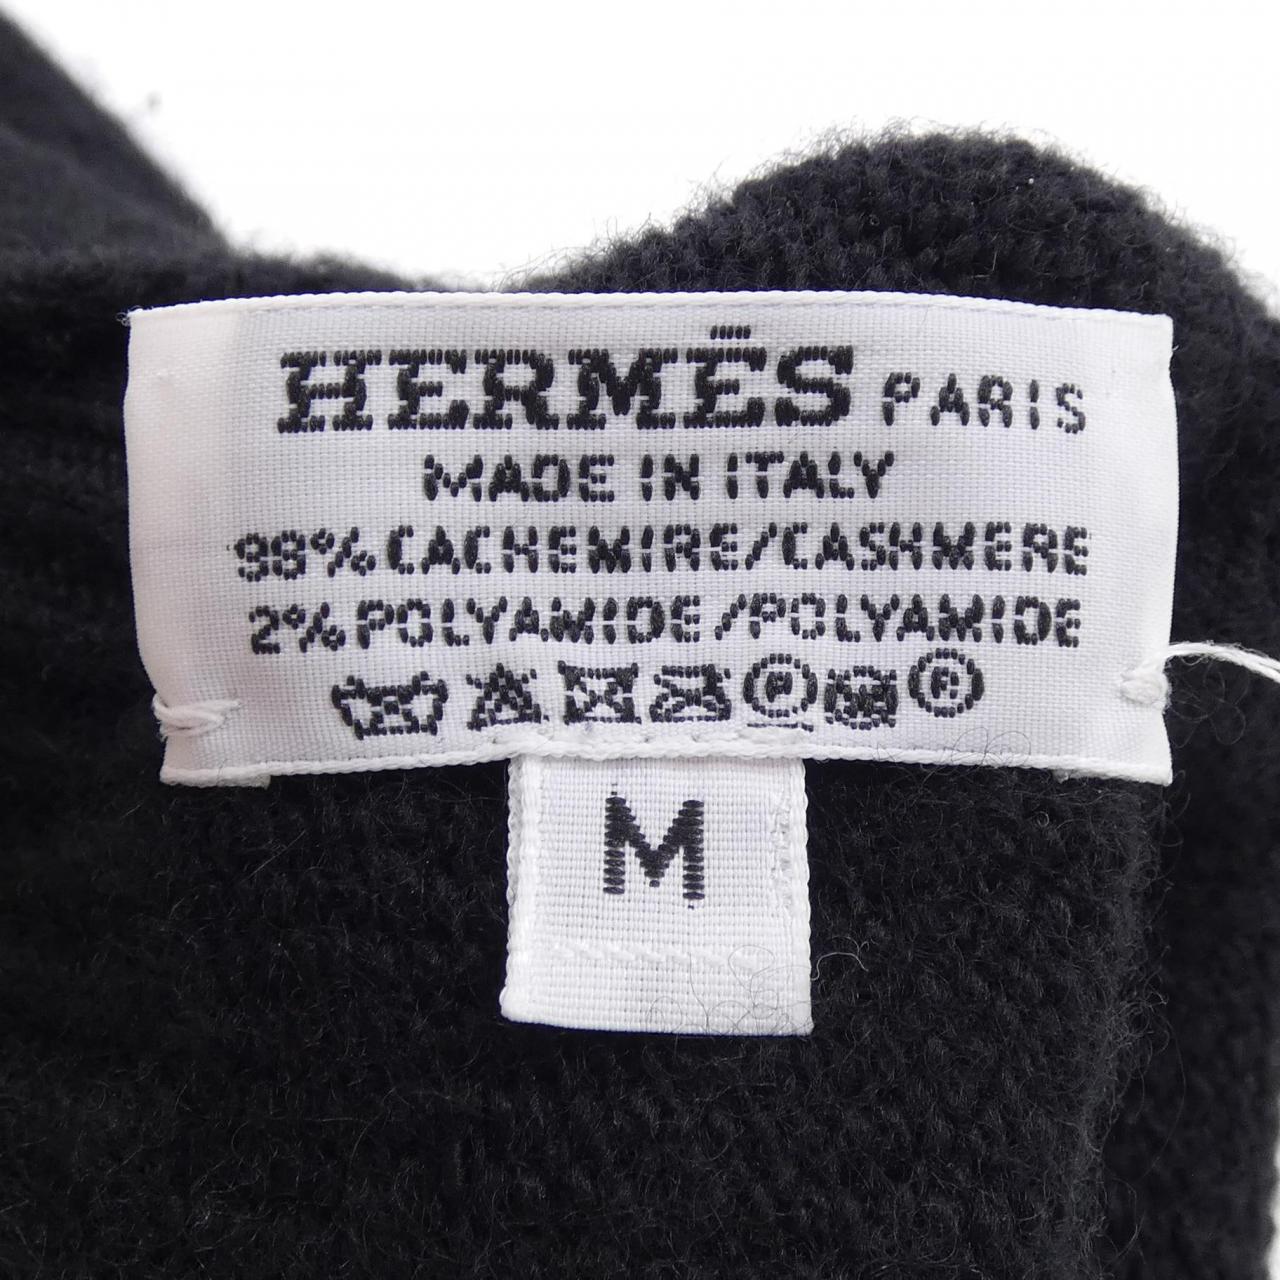 HERMÈS PARIS
MADE IN ITALY
98% CACHEMIRE/CASHMERE
2% POLYAMIDE/POLYAMIDE
P R
M